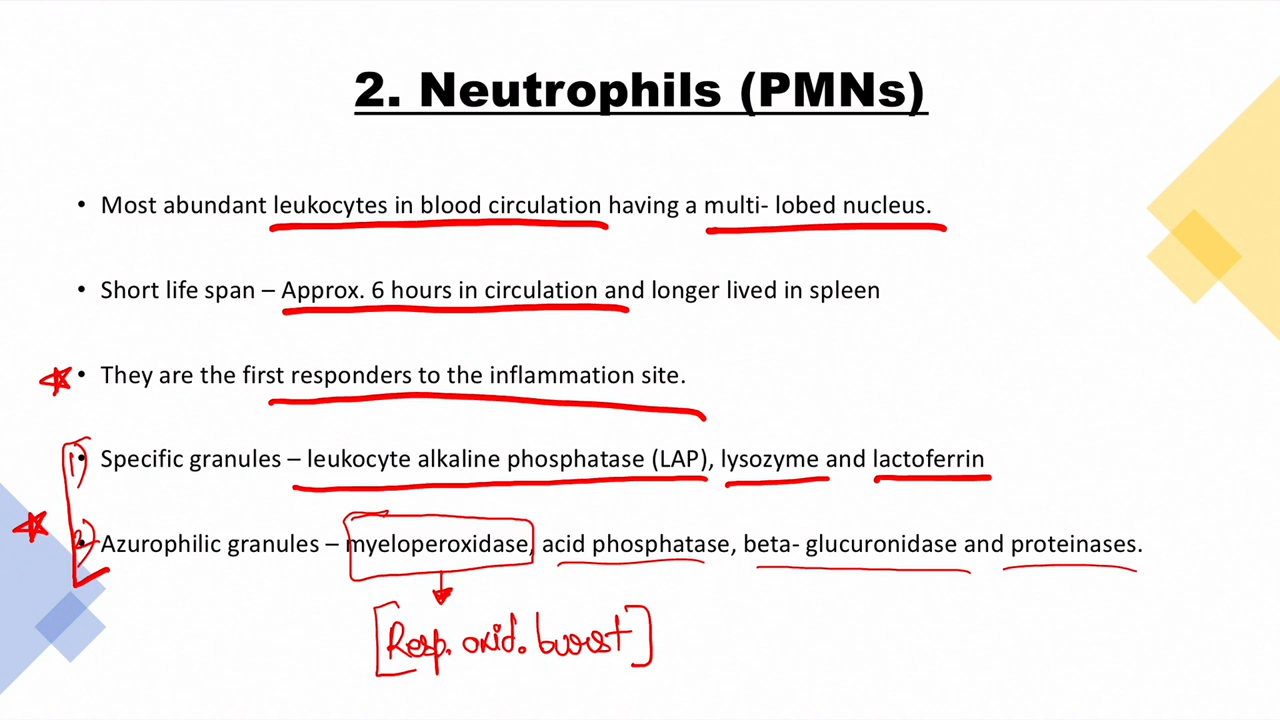 2. Neutrophils (PMNs)
• Most abundant leukocytes in blood circulation having a multi- lobed nucleus.
• Short life span – Approx. 6 hours in circulation and longer lived in spleen
• They are the first responders to the inflammation site.
1) • Specific granules – leukocyte alkaline phosphatase (LAP), lysozyme and lactoferrin
2) • Azurophilic granules – myeloperoxidase, acid phosphatase, beta- glucuronidase and proteinases.
[Resp. oxid. burst]